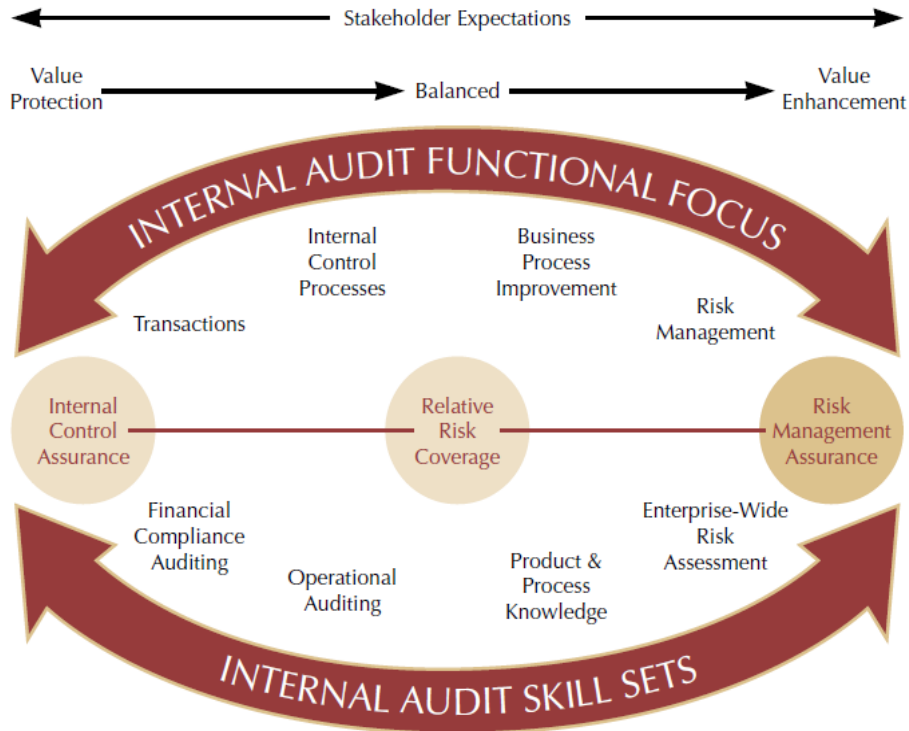 Stakeholder Expectations
Value
Protection
Balanced
Value
Enhancement
INTERNAL AUDIT FUNCTIONAL FOCUS
Internal
Control
Processes
Business
Process
Improvement
Transactions
Risk
Management
Internal
Control
Assurance
Relative
Risk
Coverage
Risk
Management
Assurance
Financial
Compliance
Auditing
Operational
Auditing
Product &
Process
Knowledge
Enterprise-Wide
Risk
Assessment
INTERNAL AUDIT SKILL SETS